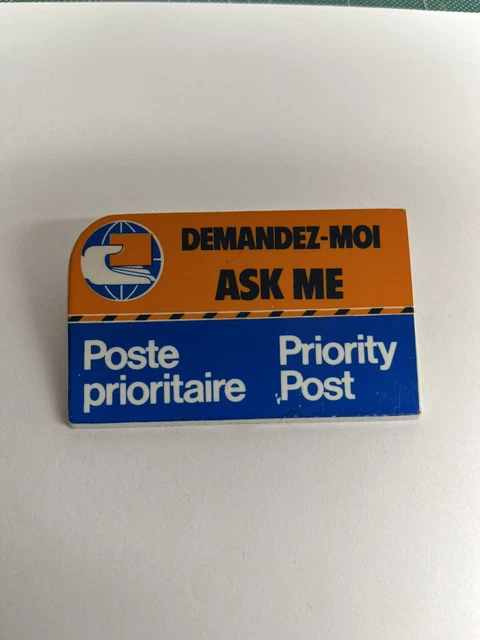 DEMANDEZ-MOI
ASK ME
Poste
prioritaire
Priority
Post